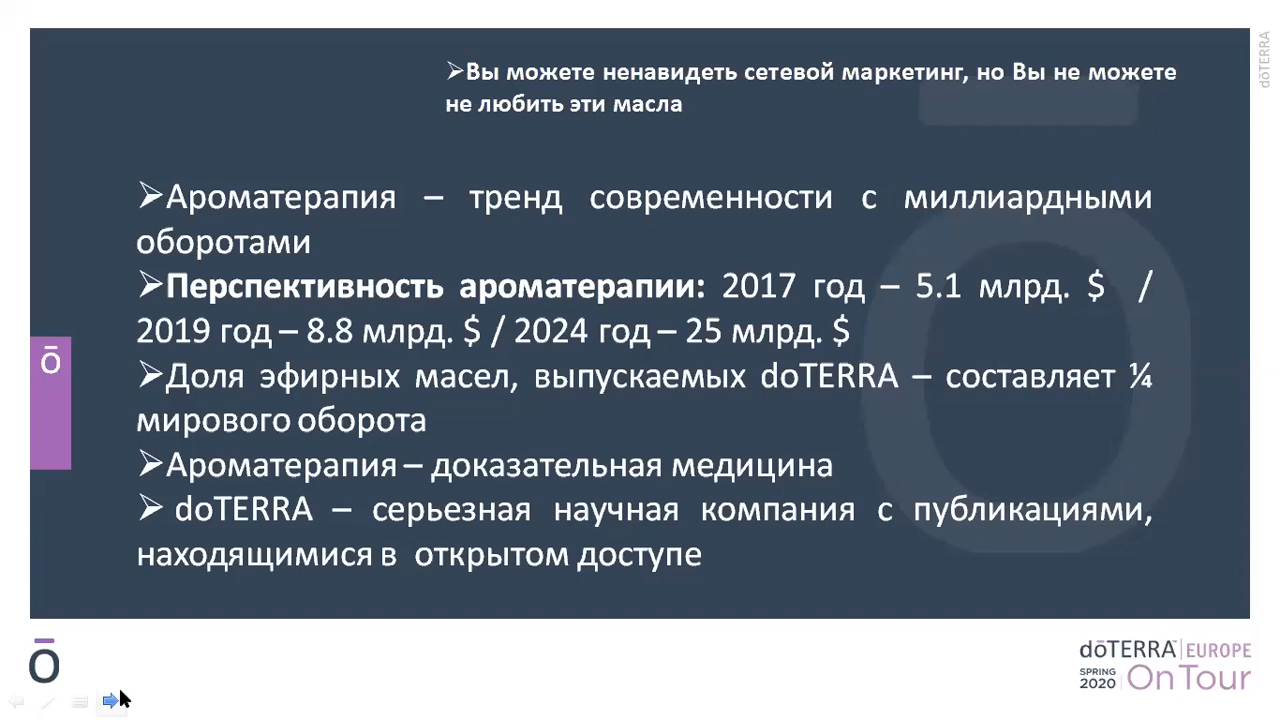 ➢Вы можете ненавидеть сетевой маркетинг, но Вы не можете
не любить эти масла
dōTERRA
➢Ароматерапия – тренд современности с миллиардными
оборотами
➢Перспективность ароматерапии: 2017 год – 5.1 млрд. $ /
2019 год – 8.8 млрд. $ / 2024 год – 25 млрд. $
➢Доля эфирных масел, выпускаемых doTERRA – составляет ¼
мирового оборота
➢Ароматерапия – доказательная медицина
➢ doTERRA – серьезная научная компания с публикациями,
находящимися в открытом доступе
ō
Ō
dōTERRA™ | EUROPE
SPRING
2020 | On Tour